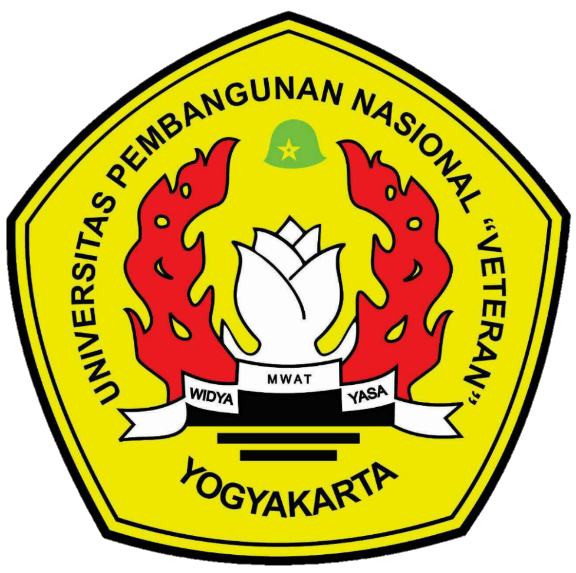 UNIVERSITAS PEMBANGUNAN NASIONAL “VETERAN”
WIDYA MWAT YASA
YOGYAKARTA